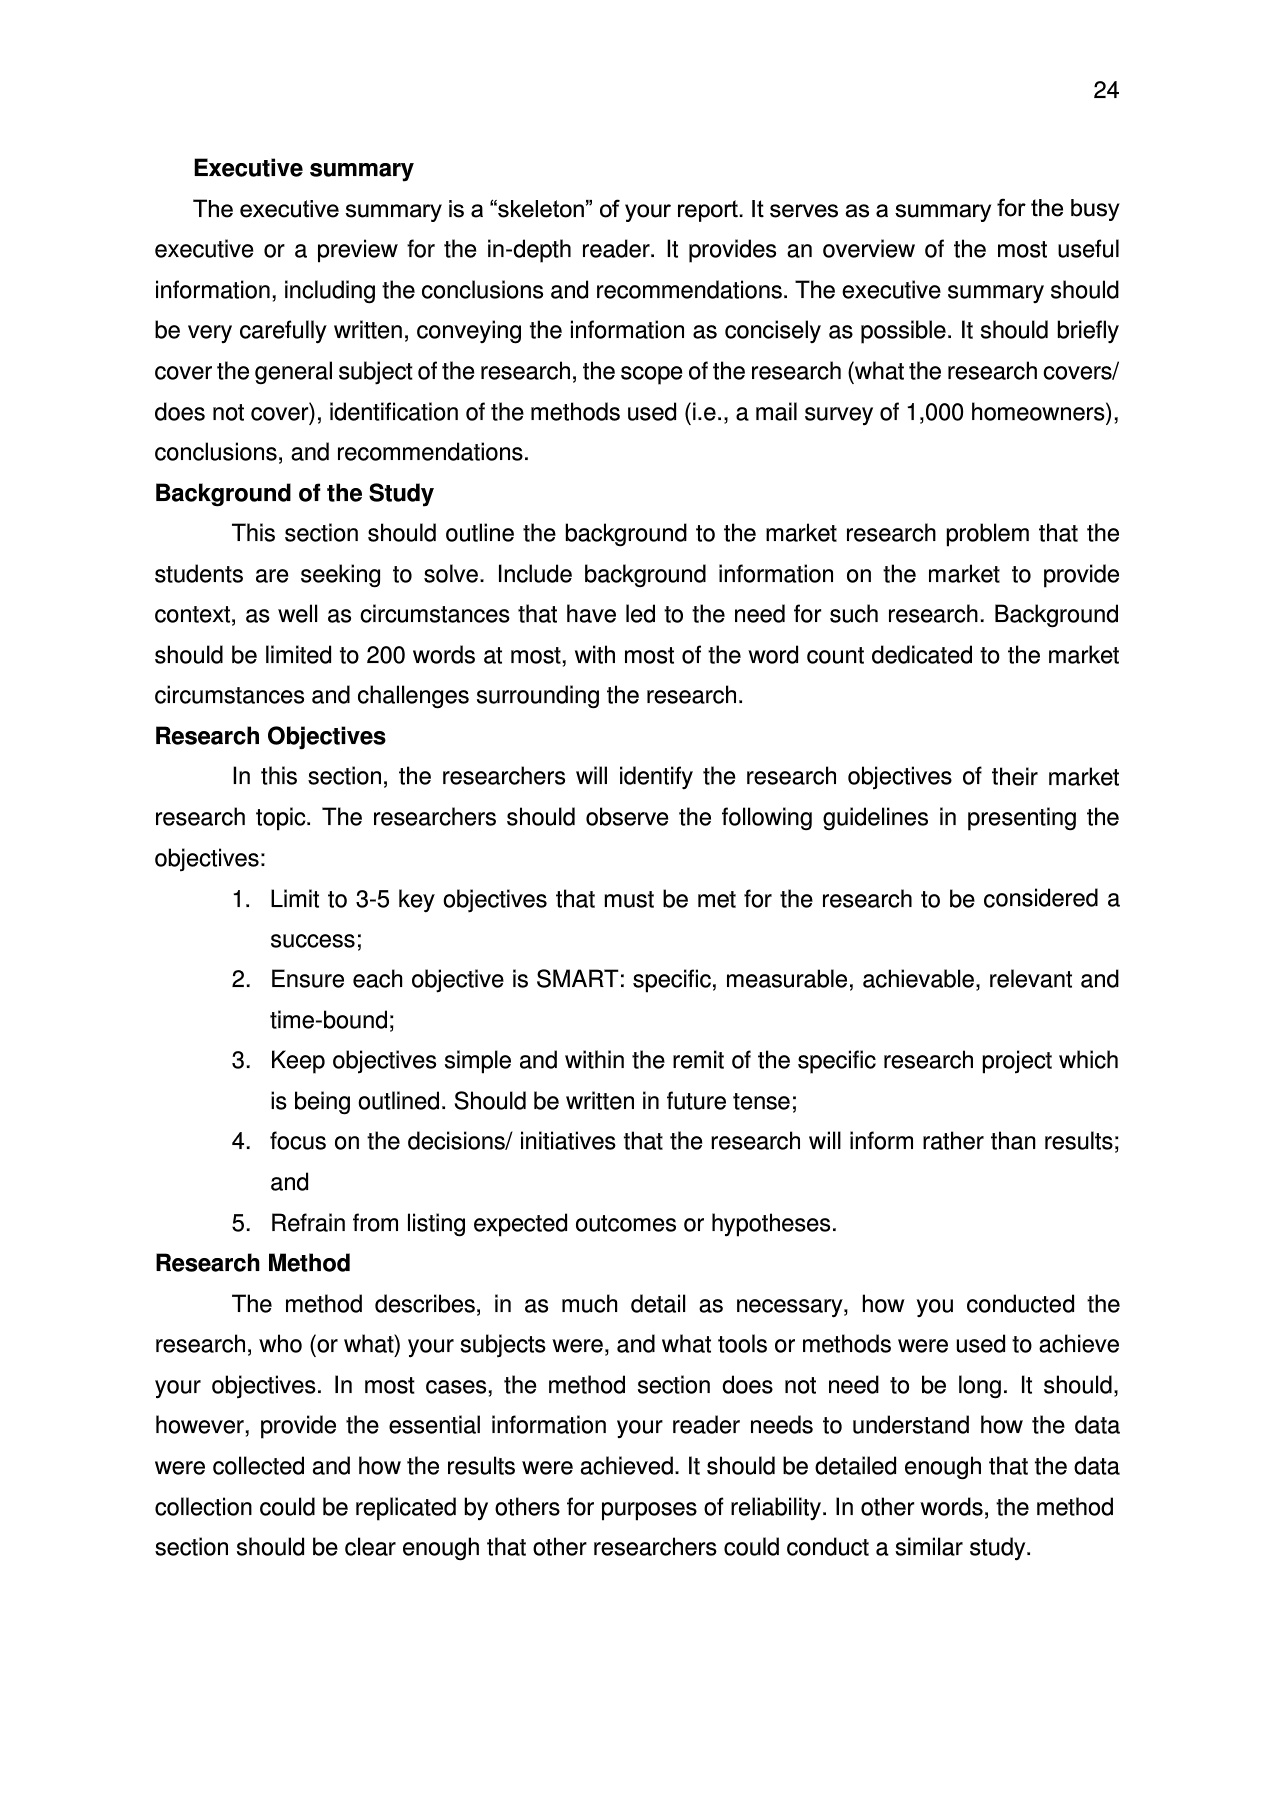 24
Executive summary
The executive summary is a “skeleton” of your report. It serves as a summary for the busy
executive or a preview for the in-depth reader. It provides an overview of the most useful
information, including the conclusions and recommendations. The executive summary should
be very carefully written, conveying the information as concisely as possible. It should briefly
cover the general subject of the research, the scope of the research (what the research covers/
does not cover), identification of the methods used (i.e., a mail survey of 1,000 homeowners),
conclusions, and recommendations.
Background of the Study
This section should outline the background to the market research problem that the
students are seeking to solve. Include background information on the market to provide
context, as well as circumstances that have led to the need for such research. Background
should be limited to 200 words at most, with most of the word count dedicated to the market
circumstances and challenges surrounding the research.
Research Objectives
In this section, the researchers will identify the research objectives of their market
research topic. The researchers should observe the following guidelines in presenting the
objectives:
1. Limit to 3-5 key objectives that must be met for the research to be considered a
success;
2. Ensure each objective is SMART: specific, measurable, achievable, relevant and
time-bound;
3. Keep objectives simple and within the remit of the specific research project which
is being outlined. Should be written in future tense;
4. focus on the decisions/ initiatives that the research will inform rather than results;
and
5. Refrain from listing expected outcomes or hypotheses.
Research Method
The method describes, in as much detail as necessary, how you conducted the
research, who (or what) your subjects were, and what tools or methods were used to achieve
your objectives. In most cases, the method section does not need to be long. It should,
however, provide the essential information your reader needs to understand how the data
were collected and how the results were achieved. It should be detailed enough that the data
collection could be replicated by others for purposes of reliability. In other words, the method
section should be clear enough that other researchers could conduct a similar study.